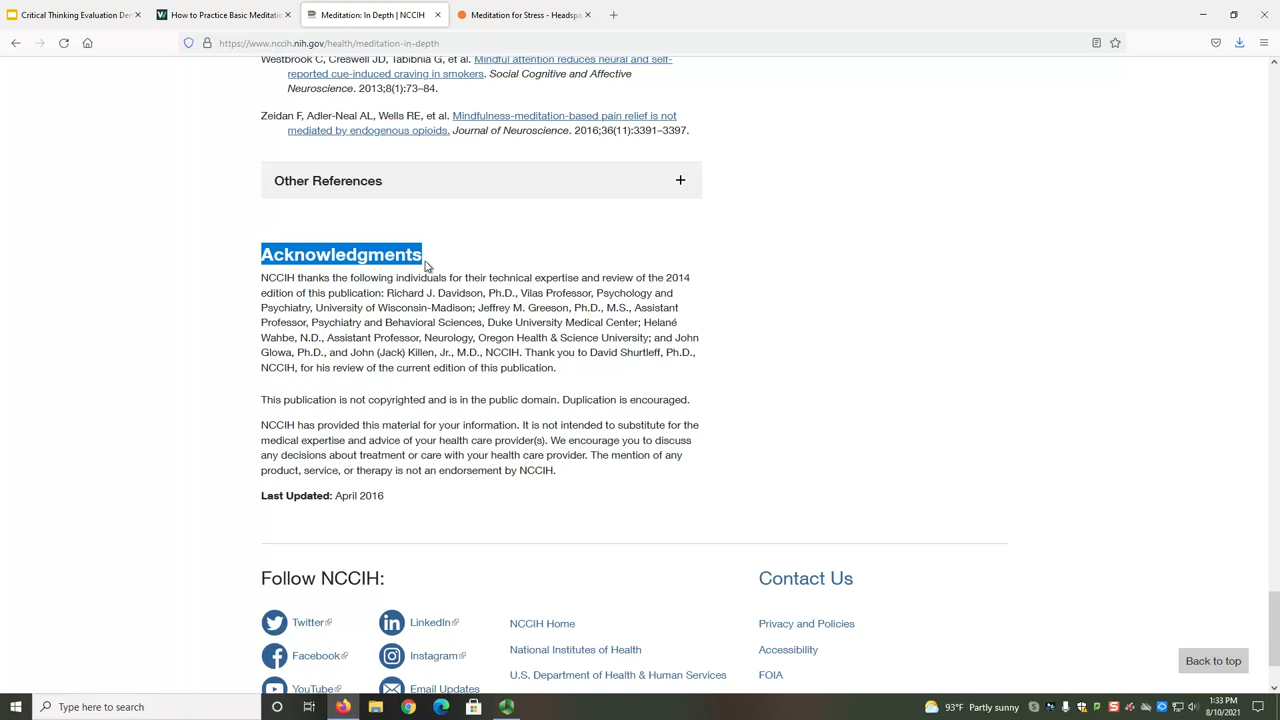 Critical Thinking Evaluation Der
How to Practice Basic Meditatio
Meditation: In Depth | NCCIH
Meditation for Stress - Headspa
https://www.nccih.nih.gov/health/meditation-in-depth
Westbrook C, Creswell JD, Tabibnia G, et al. Mindful attention reduces neural and self-
reported cue-induced craving in smokers. Social Cognitive and Affective
Neuroscience. 2013;8(1):73–84.
Zeidan F, Adler-Neal AL, Wells RE, et al. Mindfulness-meditation-based pain relief is not
mediated by endogenous opioids. Journal of Neuroscience. 2016;36(11):3391–3397.
Other References
Acknowledgments
NCCIH thanks the following individuals for their technical expertise and review of the 2014
edition of this publication: Richard J. Davidson, Ph.D., Vilas Professor, Psychology and
Psychiatry, University of Wisconsin-Madison; Jeffrey M. Greeson, Ph.D., M.S., Assistant
Professor, Psychiatry and Behavioral Sciences, Duke University Medical Center; Helané
Wahbe, N.D., Assistant Professor, Neurology, Oregon Health & Science University; and John
Glowa, Ph.D., and John (Jack) Killen, Jr., M.D., NCCIH. Thank you to David Shurtleff, Ph.D.,
NCCIH, for his review of the current edition of this publication.
This publication is not copyrighted and is in the public domain. Duplication is encouraged.
NCCIH has provided this material for your information. It is not intended to substitute for the
medical expertise and advice of your health care provider(s). We encourage you to discuss
any decisions about treatment or care with your health care provider. The mention of any
product, service, or therapy is not an endorsement by NCCIH.
Last Updated: April 2016
Follow NCCIH:
Contact Us
Twitter
LinkedIn
NCCIH Home
Privacy and Policies
Facebook
Instagram
National Institutes of Health
Accessibility
Back to top
YouTube
Email Updates
U.S. Department of Health & Human Services
FOIA
Type here to search
93°F Partly sunny
1:33 PM
8/10/2021